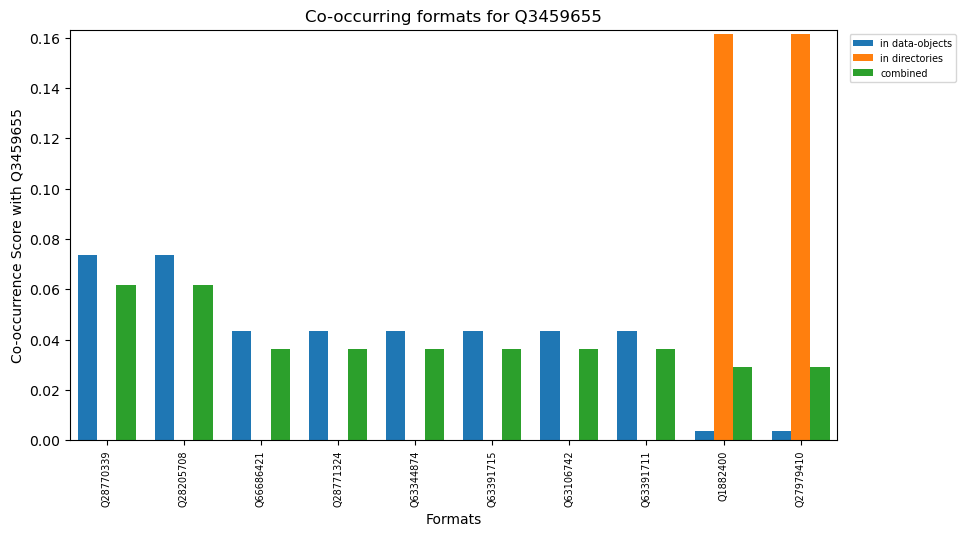 Co-occurring formats for Q3459655
in data-objects
in directories
combined
Co-occurrence Score with Q3459655
0.16
0.14
0.12
0.10
0.08
0.06
0.04
0.02
0.00
Q28770339
Q28205708
Q66686421
Q28771324
Q63344874
Q63391715
Q63106742
Q63391711
Q1882400
Q27979410
Formats